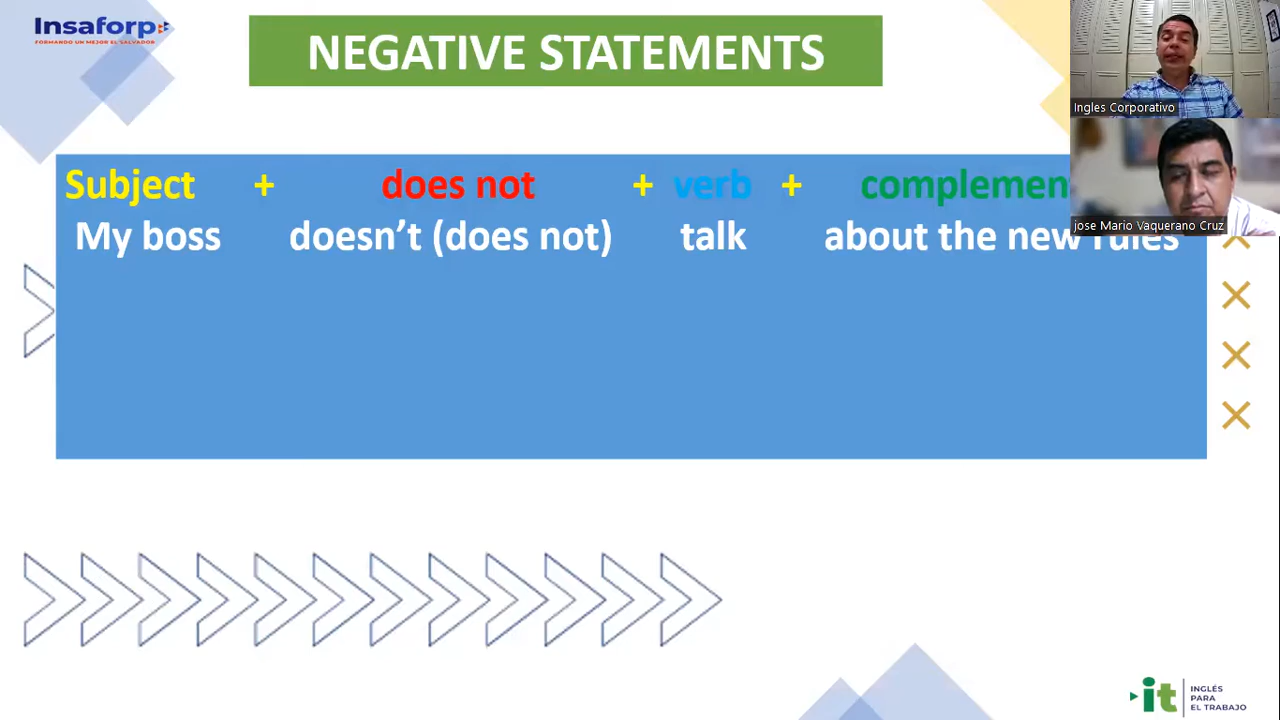 Insaforp
FORMANDO UN MEJOR EL SALVADOR
NEGATIVE STATEMENTS
Ingles Corporativo
Subject + does not + verb + complemen
My boss doesn't (does not) talk about the new rules
jose Mario Vaquerano Cruz
it INGLÉS
PARA
EL TRABAJO